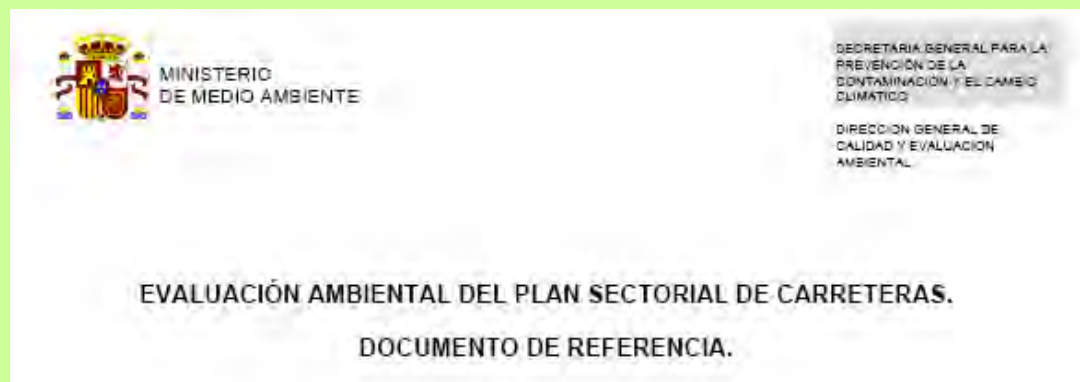 MINISTERIO
DE MEDIO AMBIENTE
SECRETARIA GENERAL PARA LA
PREVENCIÓN DE LA
CONTAMINACIÓN Y EL CAMBIO
CLIMATICO
DIRECCION GENERAL DE
CALIDAD Y EVALUACION
AMBIENTAL
EVALUACIÓN AMBIENTAL DEL PLAN SECTORIAL DE CARRETERAS.
DOCUMENTO DE REFERENCIA.